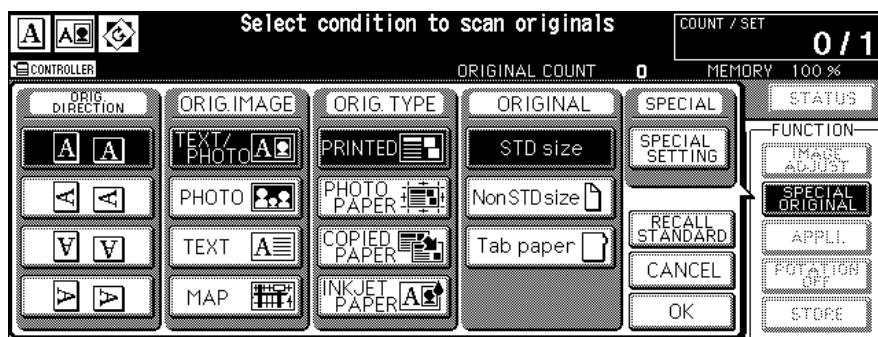 Select condition to scan originals
COUNT / SET
0 / 1
CONTROLLER
ORIGINAL COUNT 0 MEMORY 100 %
ORIG. DIRECTION
ORIG. IMAGE
ORIG. TYPE
ORIGINAL
SPECIAL
STATUS
FUNCTION
A A
TEXT/ PHOTO
PRINTED
STD size
SPECIAL SETTING
IMAGE ADJUST
A A
PHOTO
PHOTO PAPER
NonSTDsize
SPECIAL ORIGINAL
A A
TEXT
COPIED PAPER
Tab paper
RECALL STANDARD
APPLI.
CANCEL
ROTATION OFF
A A
MAP
INKJET PAPER
OK
STORE